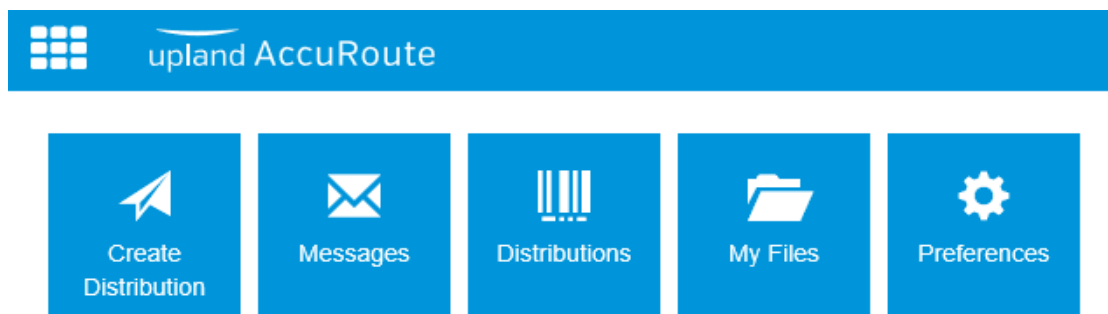 upland AccuRoute
Create
Distribution
Messages
Distributions
My Files
Preferences